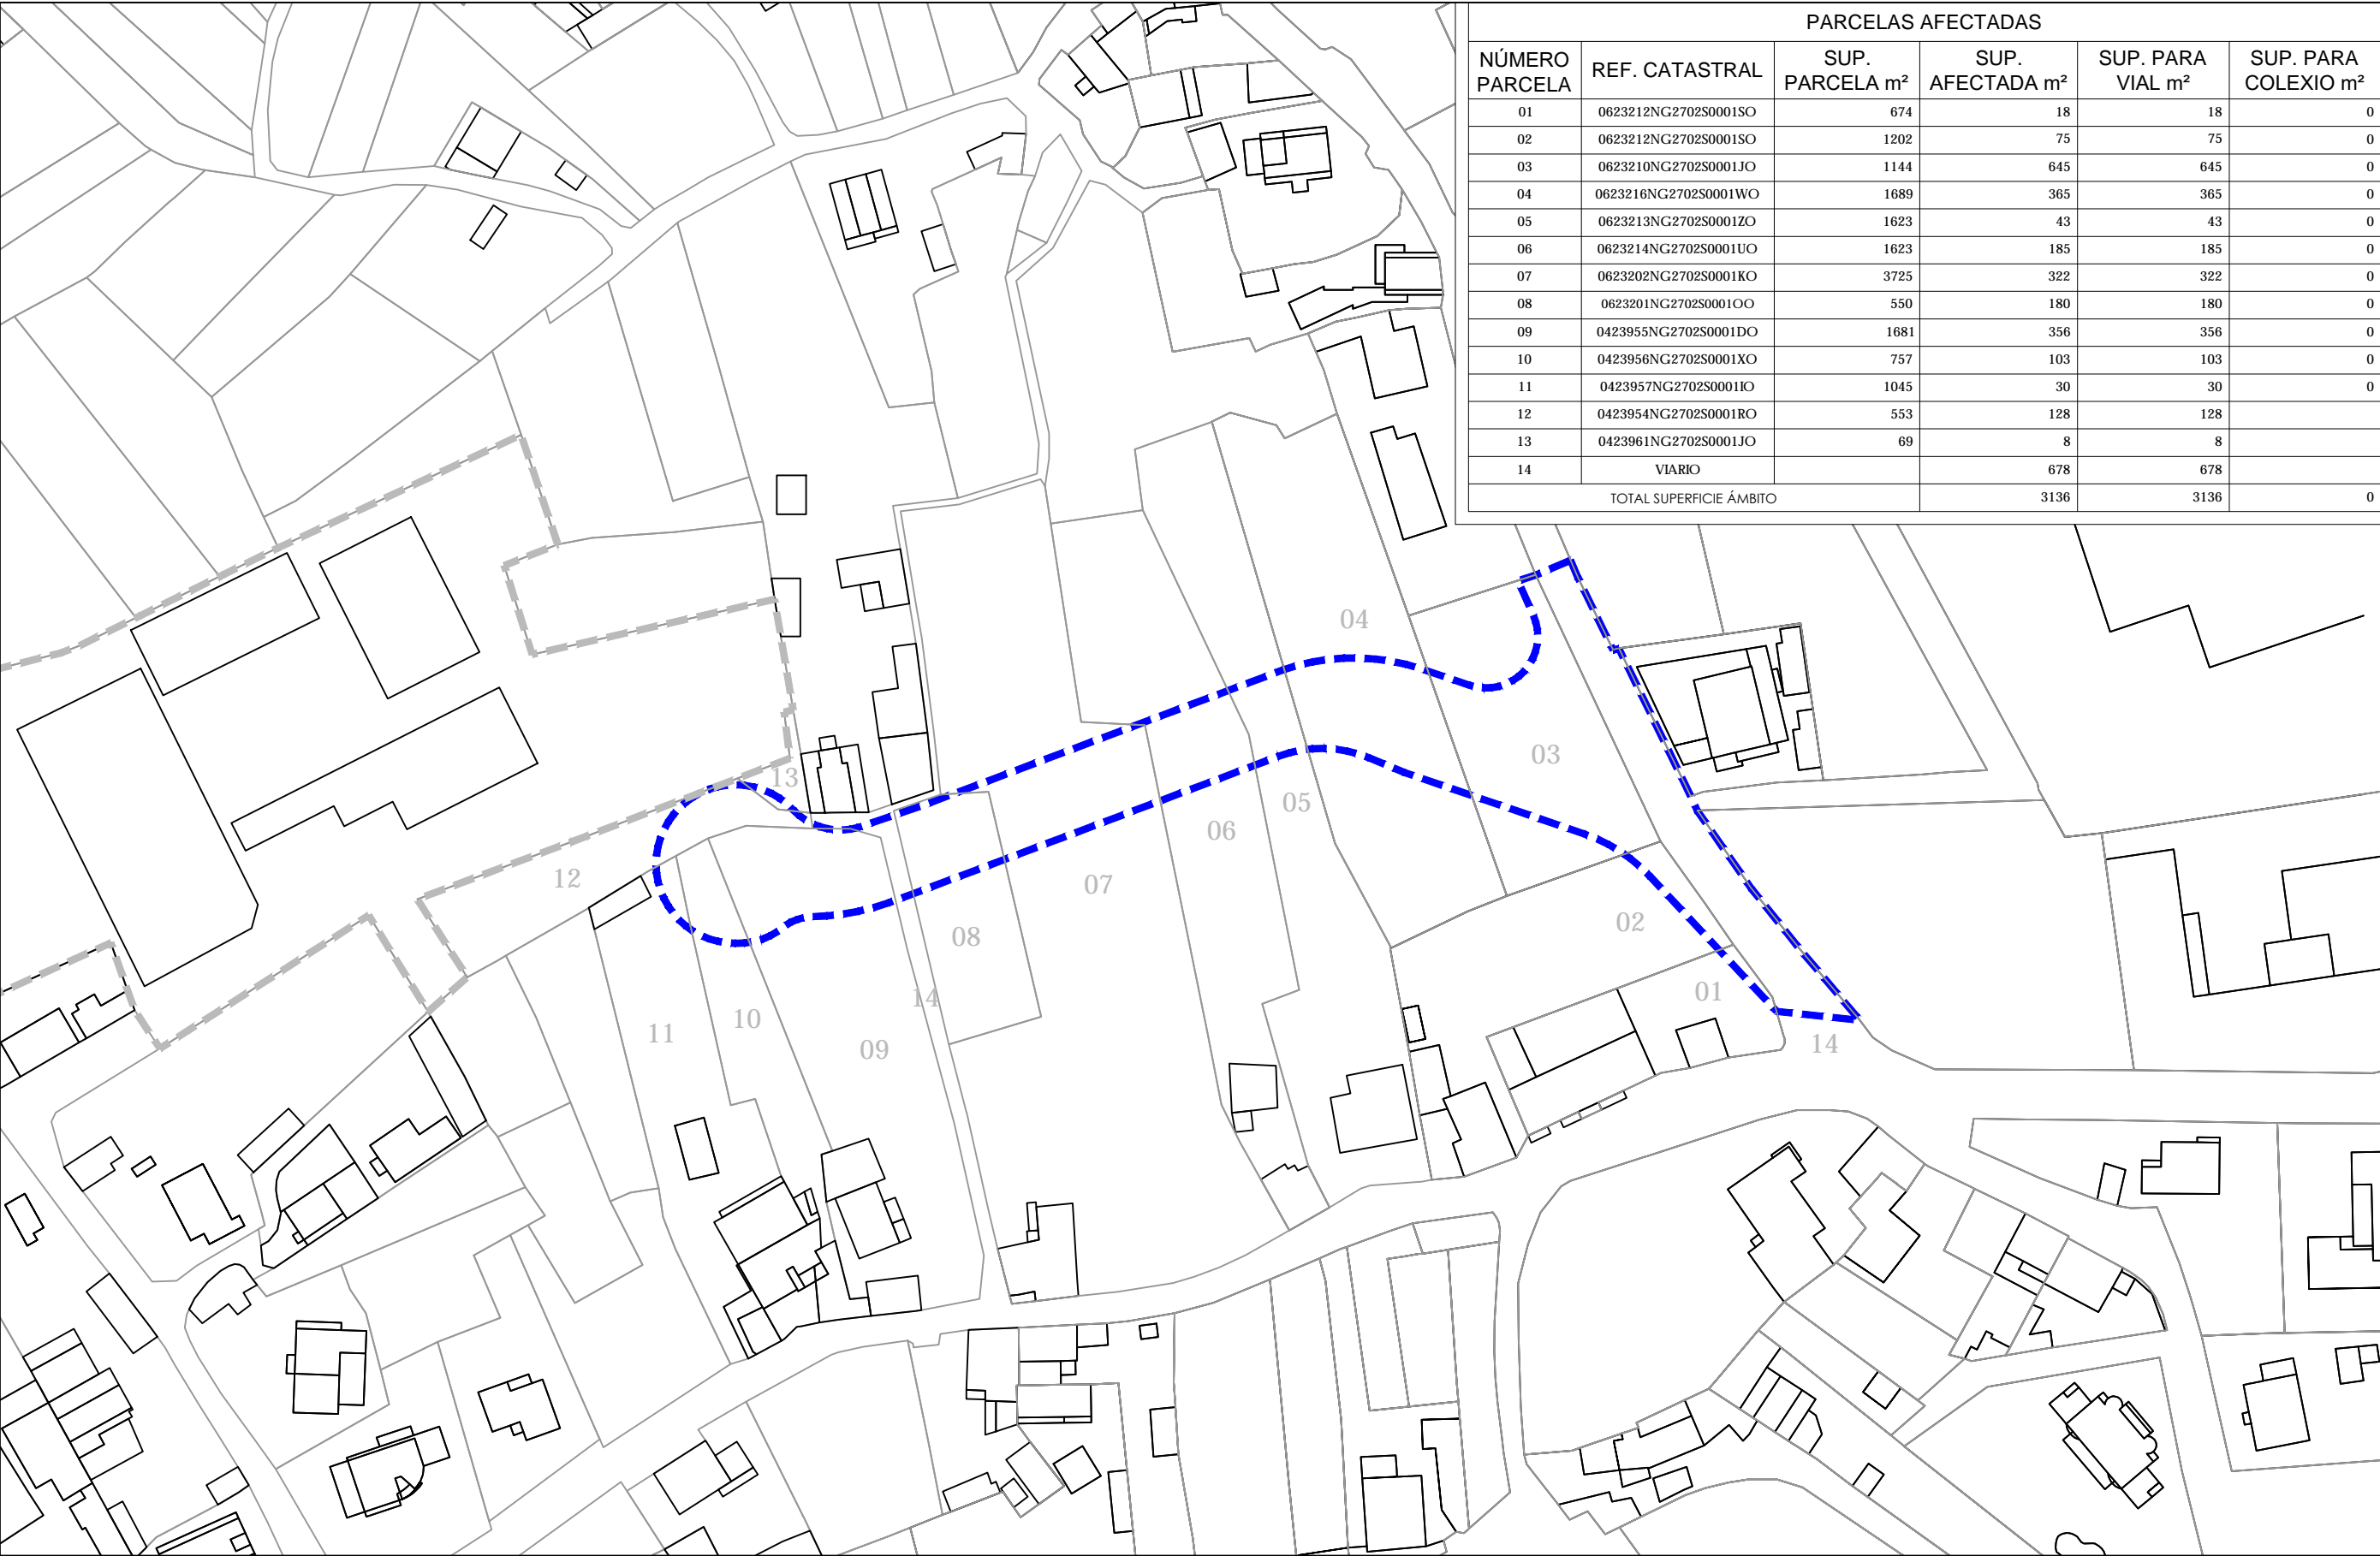 PARCELAS AFECTADAS
NÚMERO PARCELA REF. CATASTRAL SUP. PARCELA m² SUP. AFECTADA m² SUP. PARA VIAL m² SUP. PARA COLEXIO m²
01 0623212NG2702S0001SO 674 18 18 0
02 0623212NG2702S0001SO 1202 75 75 0
03 0623210NG2702S0001JO 1144 645 645 0
04 0623216NG2702S0001WO 1689 365 365 0
05 0623213NG2702S0001ZO 1623 43 43 0
06 0623214NG2702S0001UO 1623 185 185 0
07 0623202NG2702S0001KO 3725 322 322 0
08 0623201NG2702S0001OO 550 180 180 0
09 0423955NG2702S0001DO 1681 356 356 0
10 0423956NG2702S0001XO 757 103 103 0
11 0423957NG2702S0001IO 1045 30 30 0
12 0423954NG2702S0001RO 553 128 128
13 0423961NG2702S0001JO 69 8 8
14 VIARIO 678 678
TOTAL SUPERFICIE ÁMBITO 3136 3136 0
04
03
13
05
06
12
07
02
08
01
14
10
11
09
14